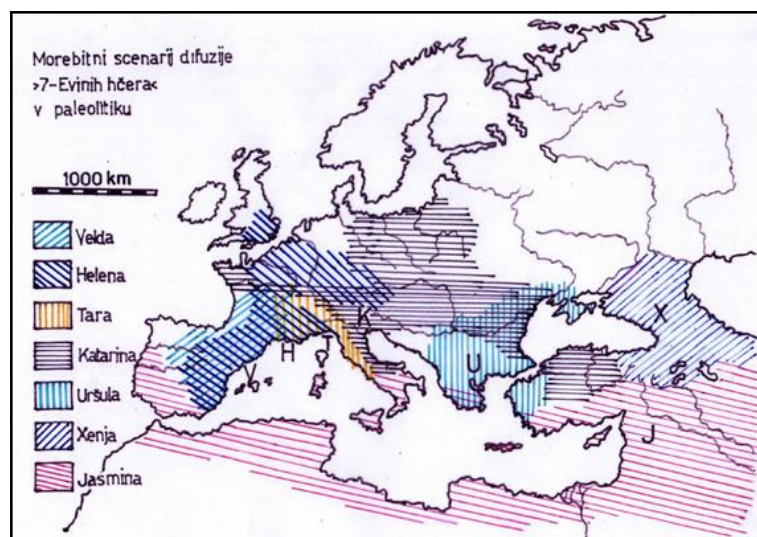 Morebitni scenarij difuzije
>7-Evinih hčera<
v paleolitiku
1000 km
Velda
Helena
Tara
Katarina
Uršula
Xenja
Jasmina
K
X
H
U
V
J